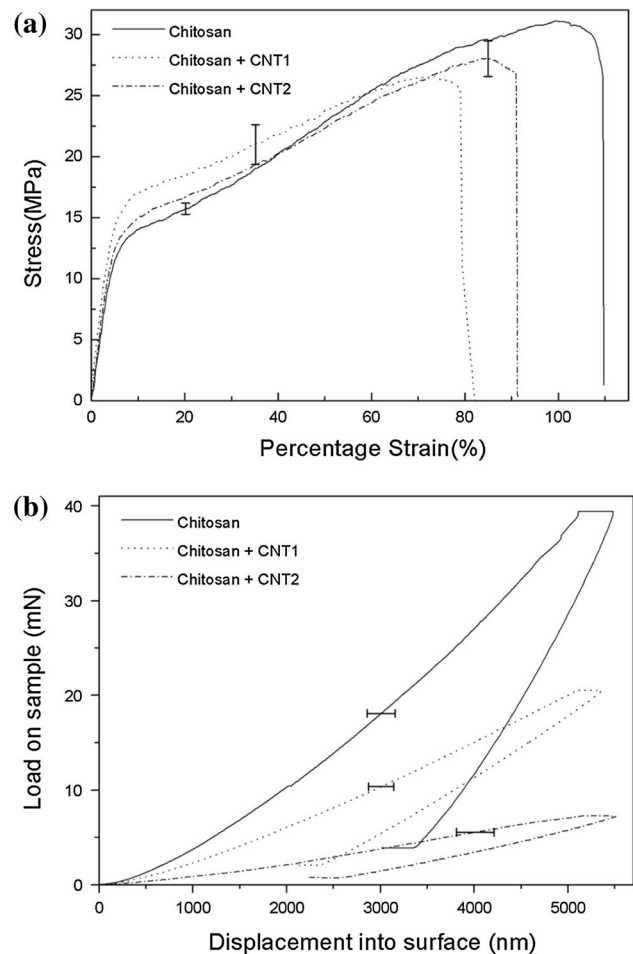 (a)
Chitosan
Chitosan + CNT1
Chitosan + CNT2
30
25
20
15
10
5
0
Stress(MPa)
0 20 40 60 80 100
Percentage Strain(%)
(b)
Chitosan
Chitosan + CNT1
Chitosan + CNT2
40
30
20
10
0
Load on sample (mN)
0 1000 2000 3000 4000 5000
Displacement into surface (nm)